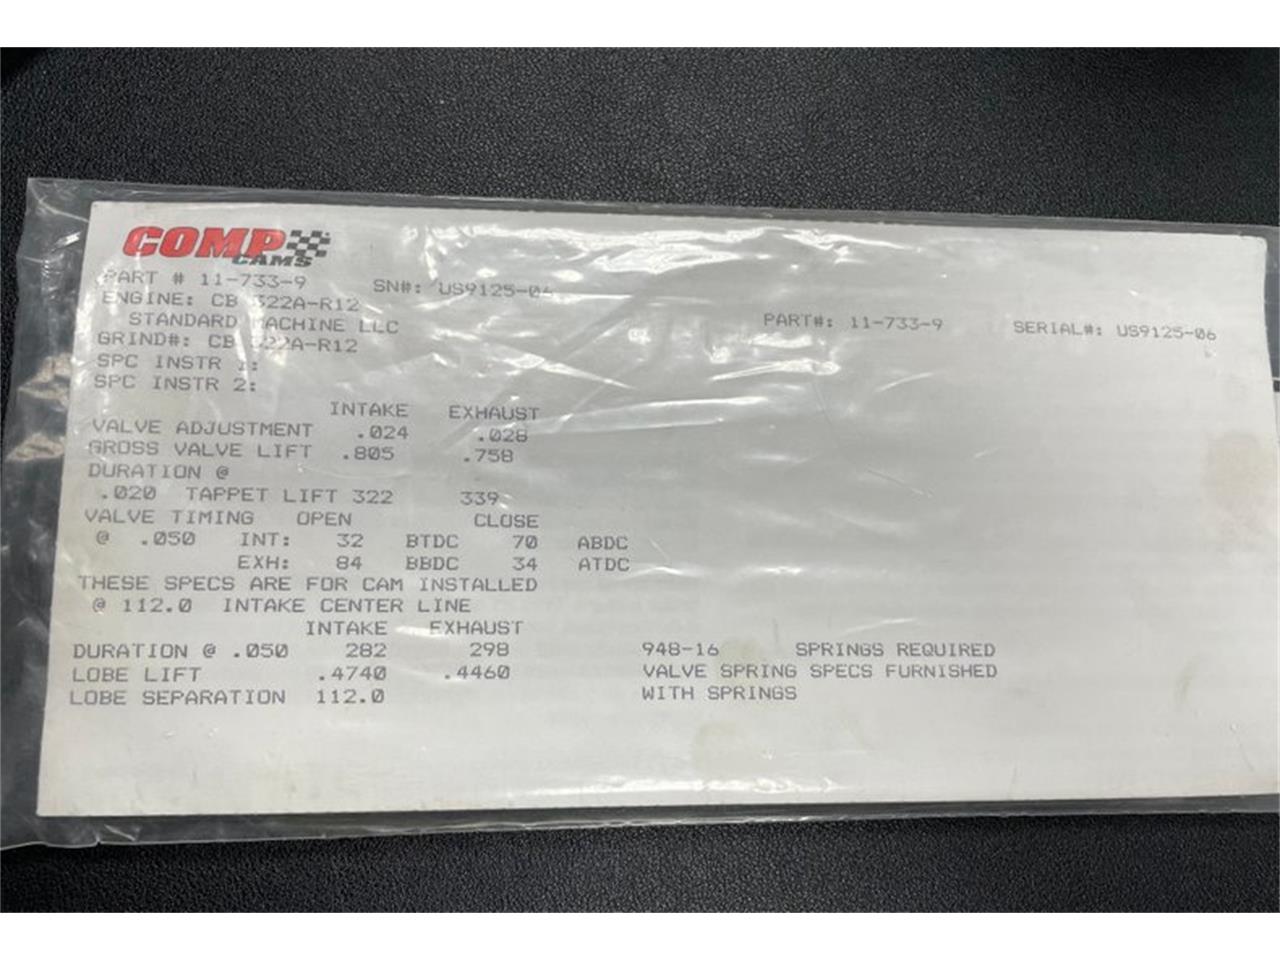 COMP
CAMS
PART # 11-733-9 SN#: US9125-06
ENGINE: CB 322A-R12
STANDARD MACHINE LLC
GRIND#: CB 322A-R12
SPC INSTR 1:
SPC INSTR 2:
PART#: 11-733-9 SERIAL#: US9125-06
INTAKE EXHAUST
VALVE ADJUSTMENT .024 .028
GROSS VALVE LIFT .805 .758
DURATION @
.020 TAPPET LIFT 322 339
VALVE TIMING OPEN CLOSE
@ .050 INT: 32 BTDC 70 ABDC
EXH: 84 BBDC 34 ATDC
THESE SPECS ARE FOR CAM INSTALLED
@ 112.0 INTAKE CENTER LINE
INTAKE EXHAUST
DURATION @ .050 282 298
LOBE LIFT .4740 .4460
LOBE SEPARATION 112.0
948-16 SPRINGS REQUIRED
VALVE SPRING SPECS FURNISHED
WITH SPRINGS